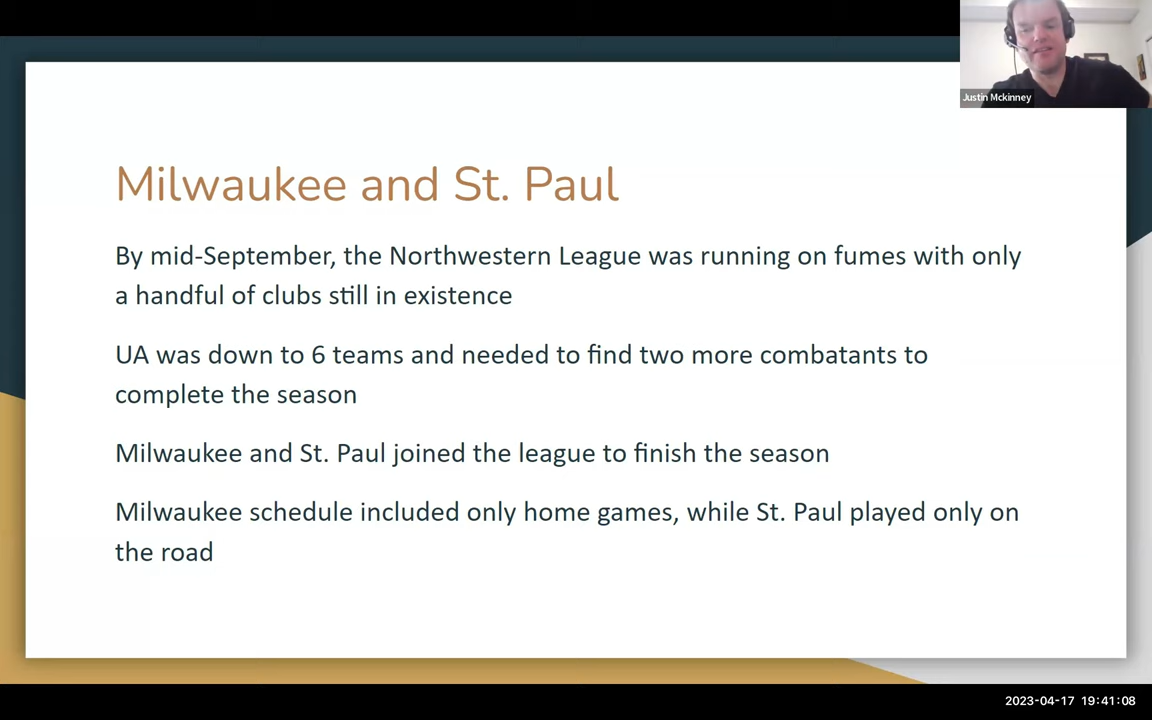 Justin Mckinney
Milwaukee and St. Paul
By mid-September, the Northwestern League was running on fumes with only
a handful of clubs still in existence
UA was down to 6 teams and needed to find two more combatants to
complete the season
Milwaukee and St. Paul joined the league to finish the season
Milwaukee schedule included only home games, while St. Paul played only on
the road
2023-04-17 19:41:08